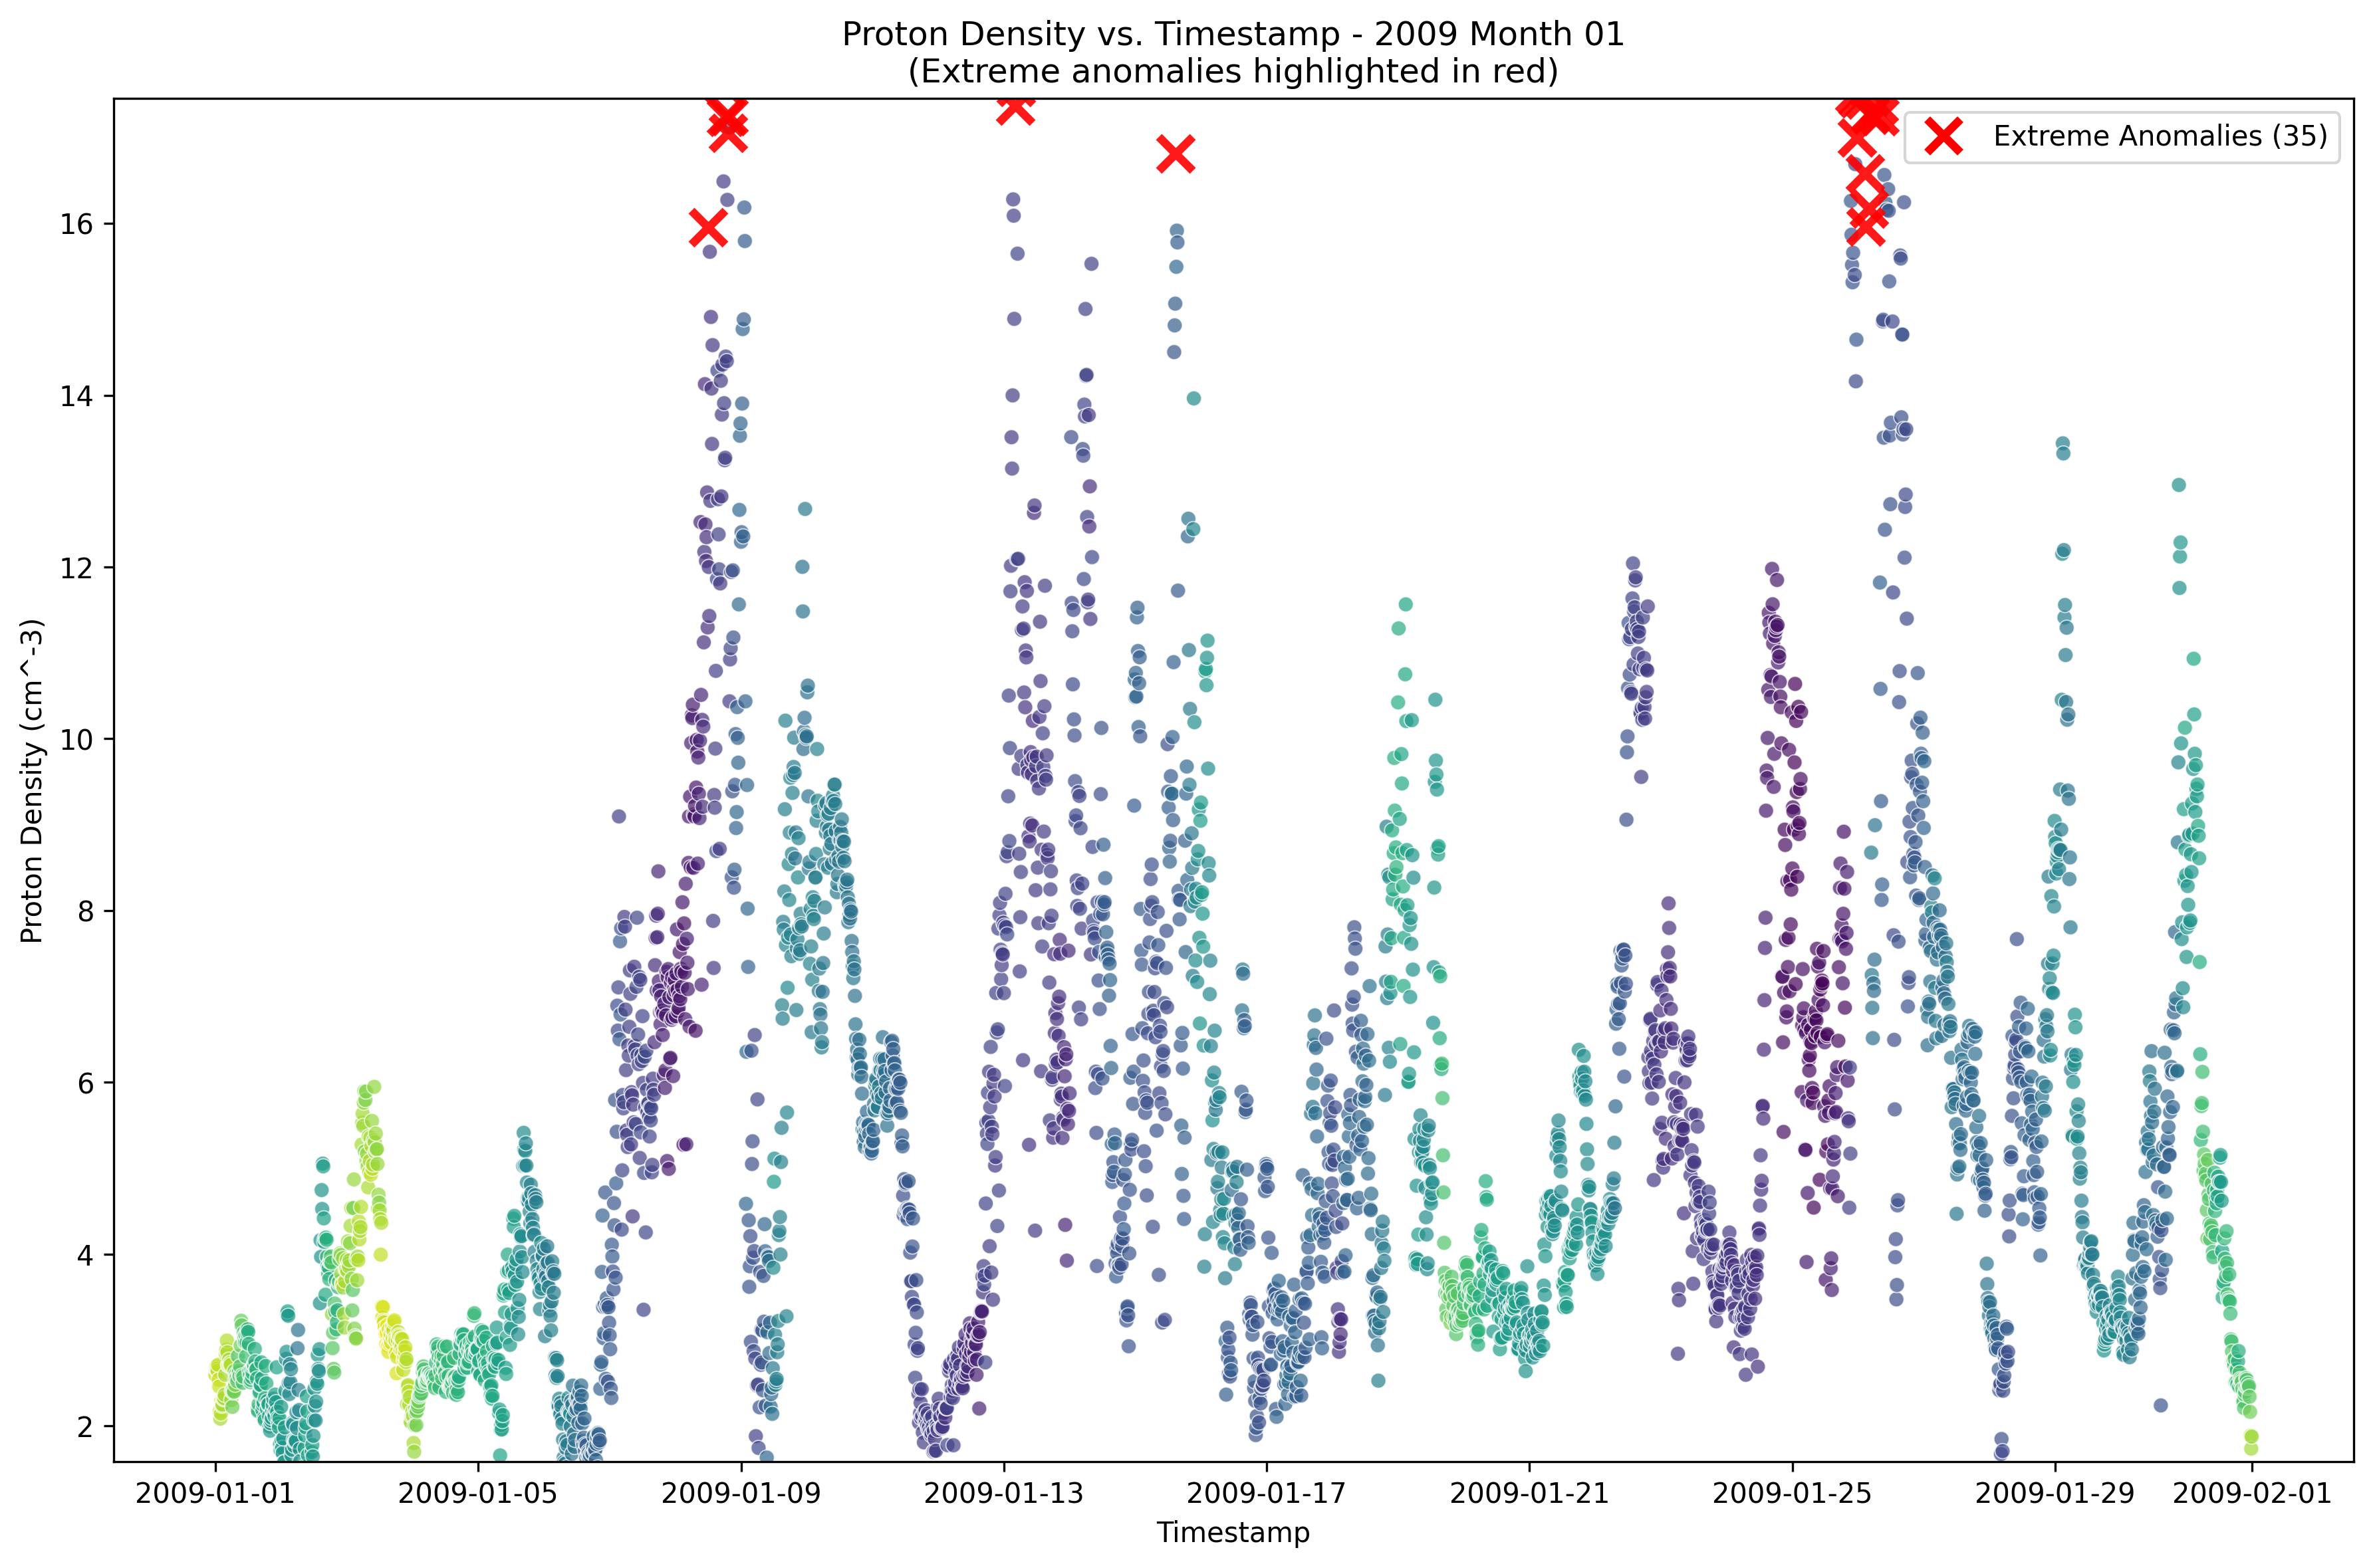 Proton Density vs. Timestamp - 2009 Month 01
(Extreme anomalies highlighted in red)
Extreme Anomalies (35)
Proton Density (cm^-3)
16
14
12
10
8
6
4
2
2009-01-01 2009-01-05 2009-01-09 2009-01-13 2009-01-17 2009-01-21 2009-01-25 2009-01-29 2009-02-01
Timestamp